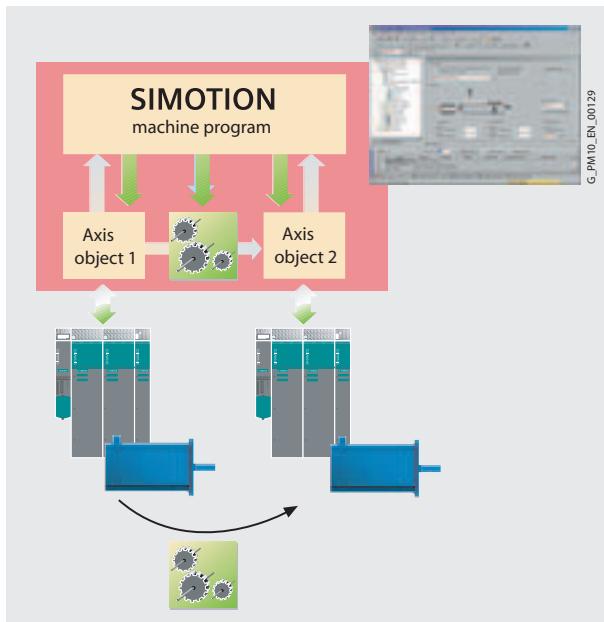 SIMOTION
machine program
Axis
object 1
Axis
object 2
G_PM10_EN_00129